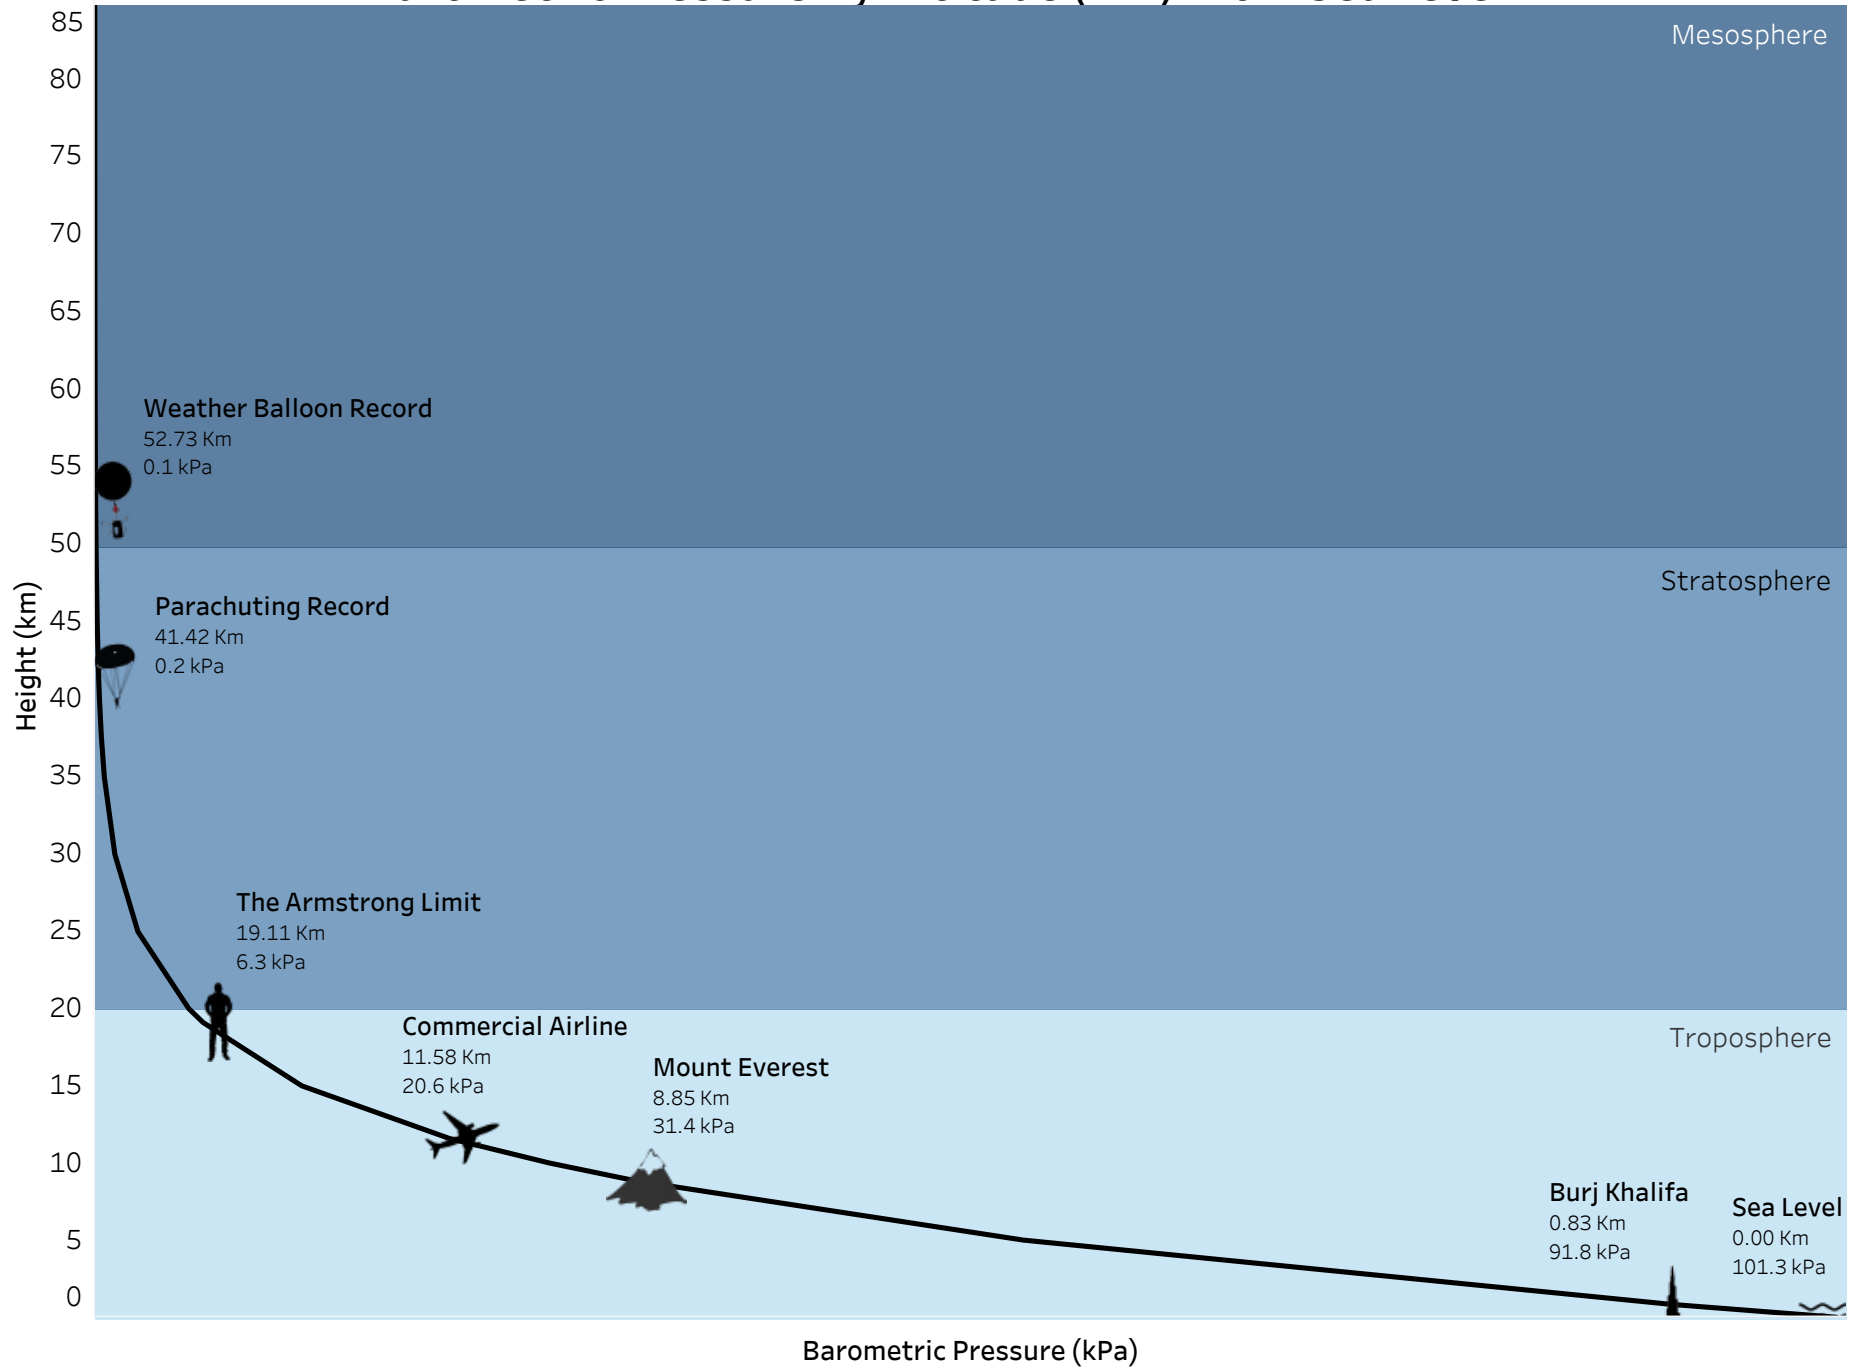 85
Mesosphere
80
75
70
65
60
Weather Balloon Record
52.73 Km
0.1 kPa
55
50
Stratosphere
Parachuting Record
41.42 Km
0.2 kPa
45
Height (km)
40
35
30
The Armstrong Limit
19.11 Km
6.3 kPa
25
20
Troposphere
Commercial Airline
11.58 Km
20.6 kPa
Mount Everest
8.85 Km
31.4 kPa
15
10
Burj Khalifa
0.83 Km
91.8 kPa
Sea Level
0.00 Km
101.3 kPa
5
0
Barometric Pressure (kPa)